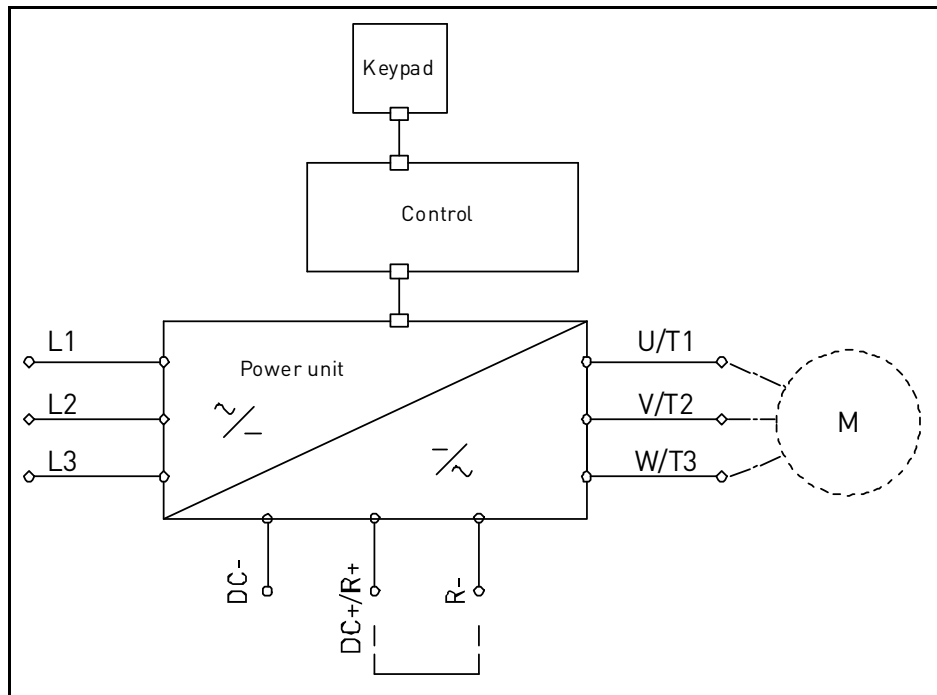 Keypad
Control
L1
U/T1
Power unit
L2
V/T2
M
L3
W/T3
DC-
DC+/R+
R-